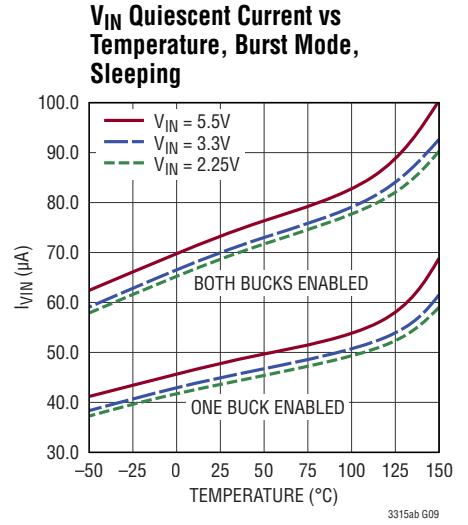 VIN Quiescent Current vs
Temperature, Burst Mode,
Sleeping
100.0
90.0
80.0
70.0
60.0
50.0
40.0
30.0
IVIN (µA)
VIN = 5.5V
VIN = 3.3V
VIN = 2.25V
BOTH BUCKS ENABLED
ONE BUCK ENABLED
–50 –25 0 25 50 75 100 125 150
TEMPERATURE (°C)
3315ab G09